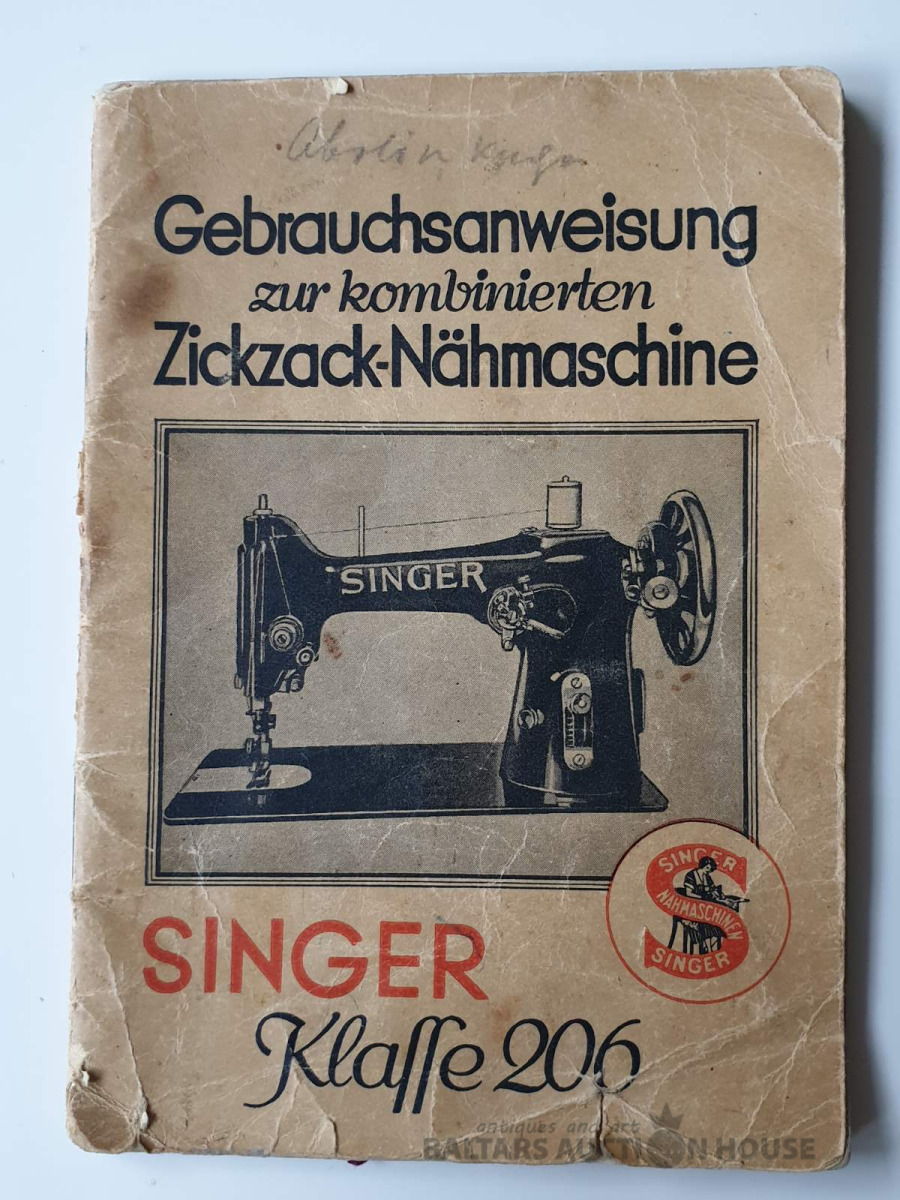 Gebrauchsanweisung
zur kombinierten
Zickzack-Nähmaschine
SINGER
SINGER
NÄHMASCHINEN
SINGER
SINGER
Klaſſe 206
antiques and art
BALTARS AUCTION HOUSE